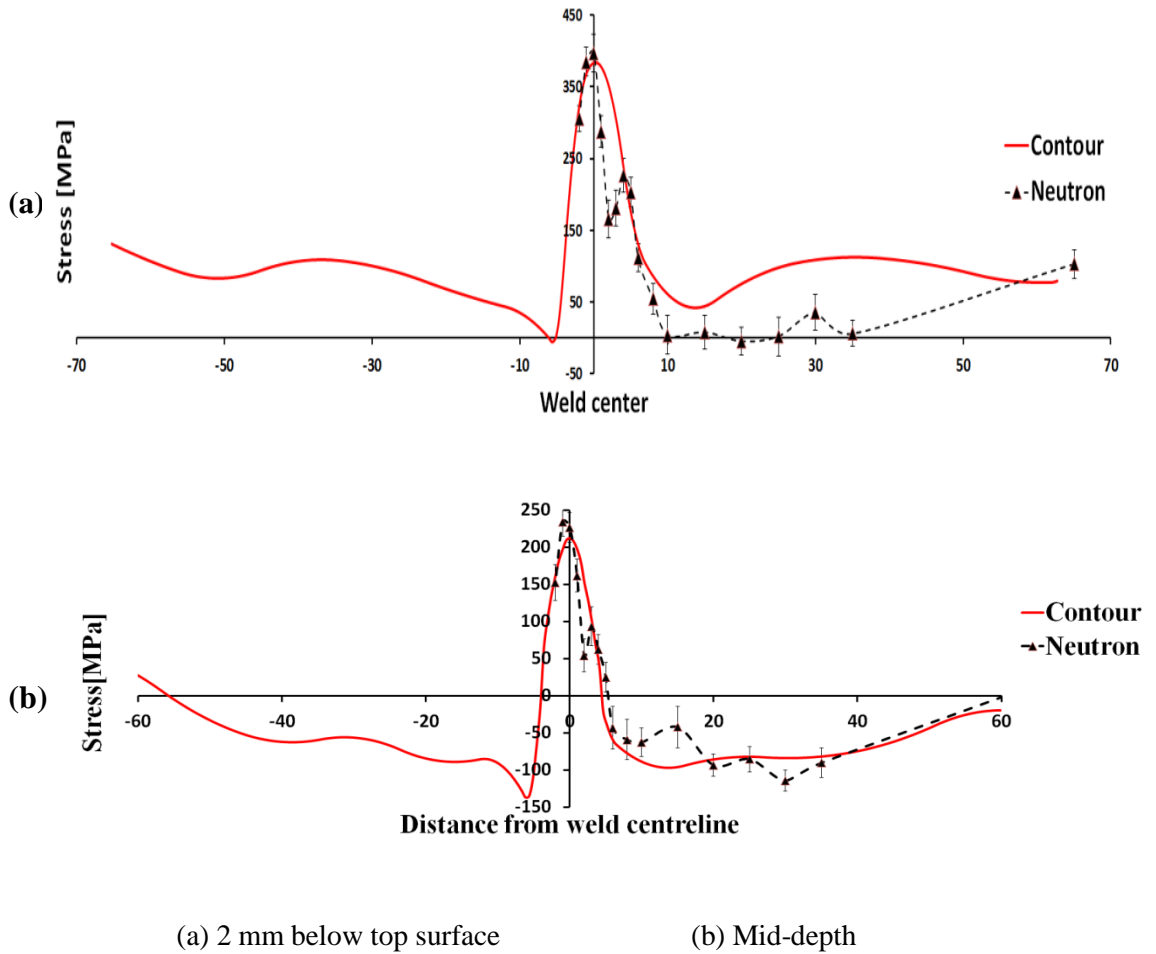 450
350
250
150
50
-50
-70
-50
-30
-10
10
30
50
70
Stress [MPa]
(a)
Contour
Neutron
Weld center
250
200
150
100
50
0
-50
-100
-150
-60
-40
-20
0
20
40
60
Stress[MPa]
(b)
Contour
Neutron
Distance from weld centreline
(a) 2 mm below top surface
(b) Mid-depth